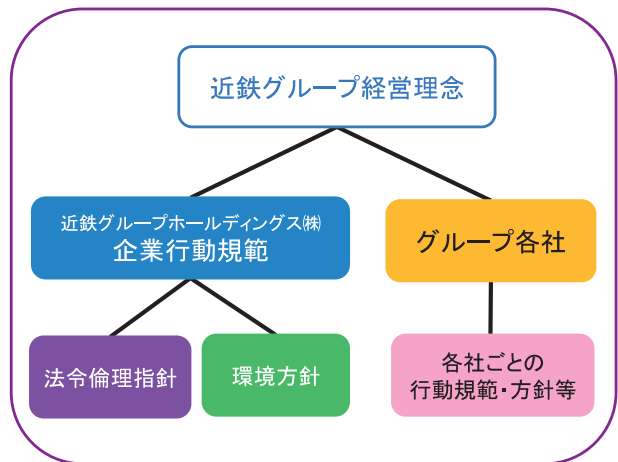 近鉄グループ経営理念
近鉄グループホールディングス㈱
企業行動規範
グループ各社
法令倫理指針
環境方針
各社ごとの
行動規範・方針等